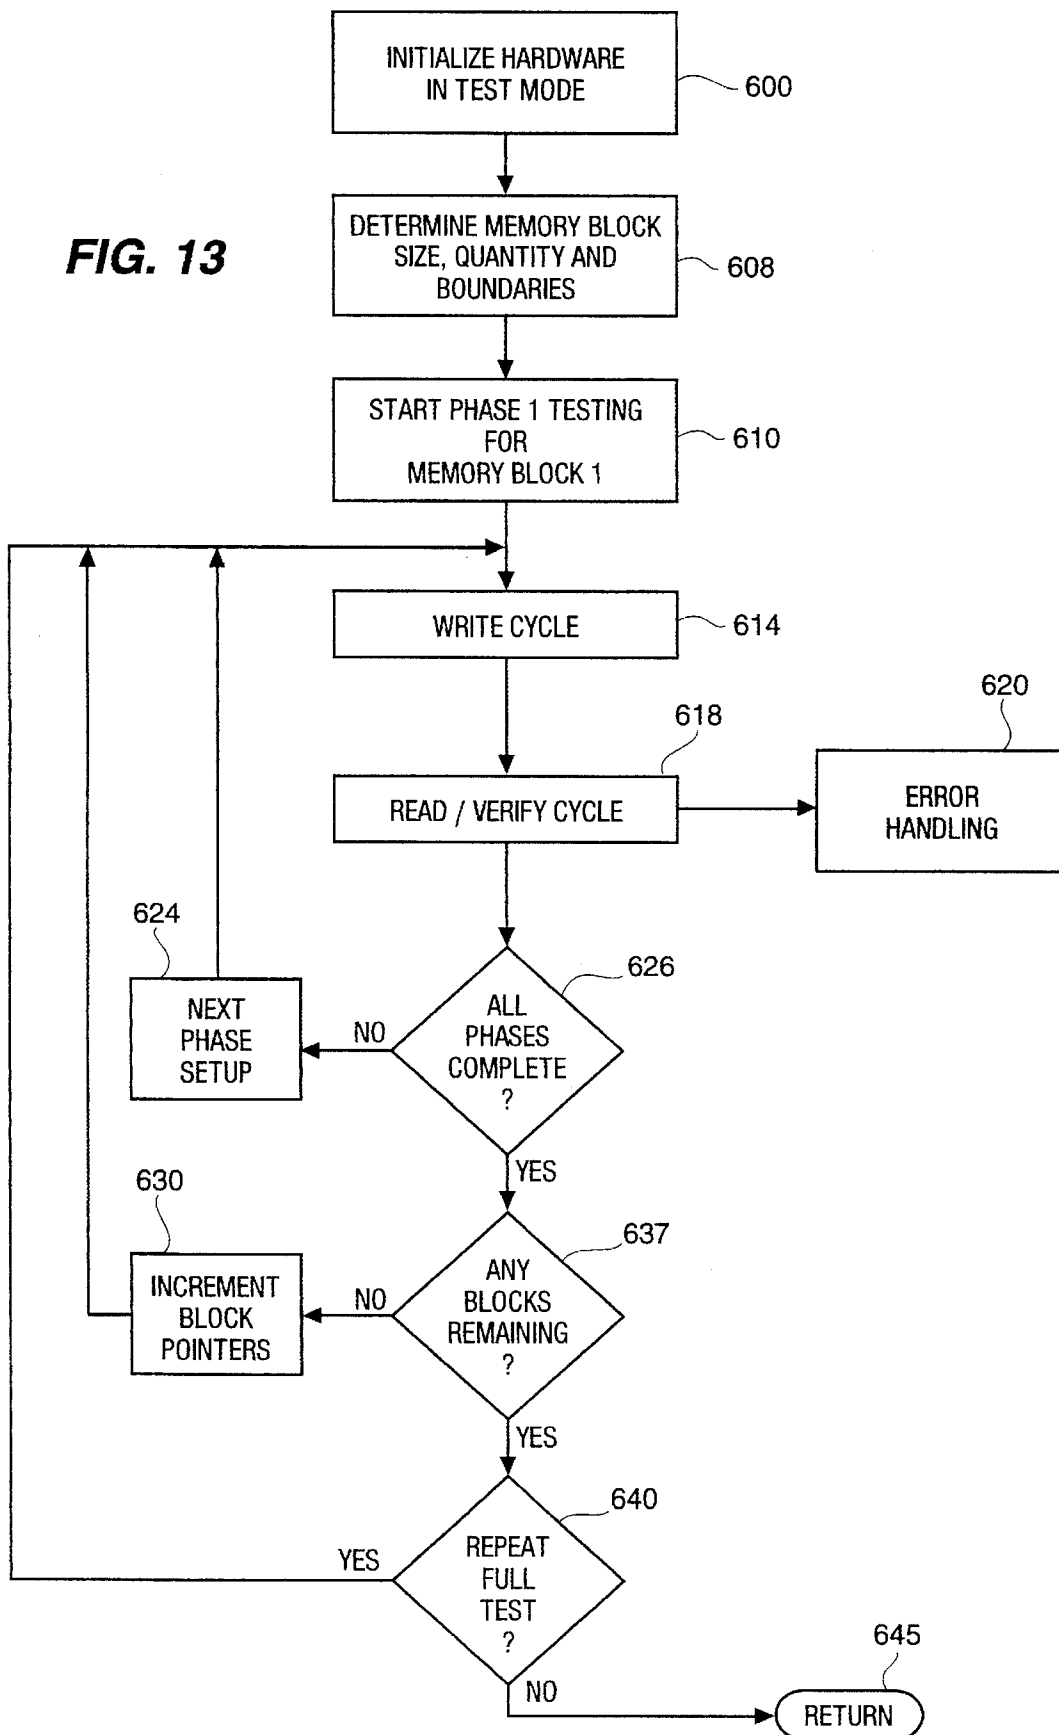 INITIALIZE HARDWARE
IN TEST MODE
600
FIG. 13
DETERMINE MEMORY BLOCK
SIZE, QUANTITY AND
BOUNDARIES
608
START PHASE 1 TESTING
FOR
MEMORY BLOCK 1
610
WRITE CYCLE
614
618
620
READ / VERIFY CYCLE
ERROR
HANDLING
624
626
NEXT
PHASE
SETUP
NO
ALL
PHASES
COMPLETE
?
YES
630
637
INCREMENT
BLOCK
POINTERS
NO
ANY
BLOCKS
REMAINING
?
YES
640
YES
REPEAT
FULL
TEST
?
NO
645
RETURN